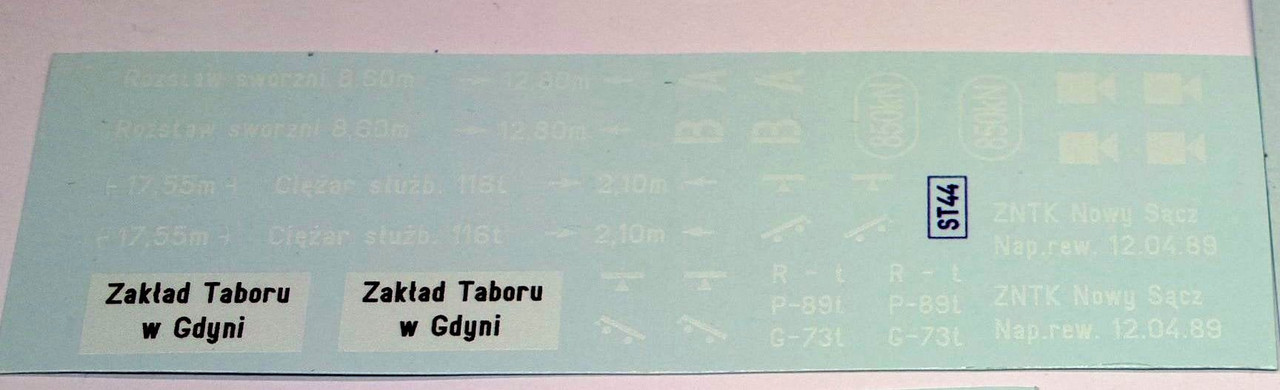 Rozstaw sworzni 8,60m
12,80m
Rozstaw sworzni 8,60m
12,80m
17,55m
Ciężar służb. 116t
2,10m
17,55m
Ciężar służb. 116t
2,10m
A
A
B
B
850kN
850kN
ST44
ZNTK Nowy Sącz
Nap.rew. 12.04.89
ZNTK Nowy Sącz
Nap.rew. 12.04.89
R - t
P-89t
G-73t
R - t
P-89t
G-73t
Zakład Taboru
w Gdyni
Zakład Taboru
w Gdyni